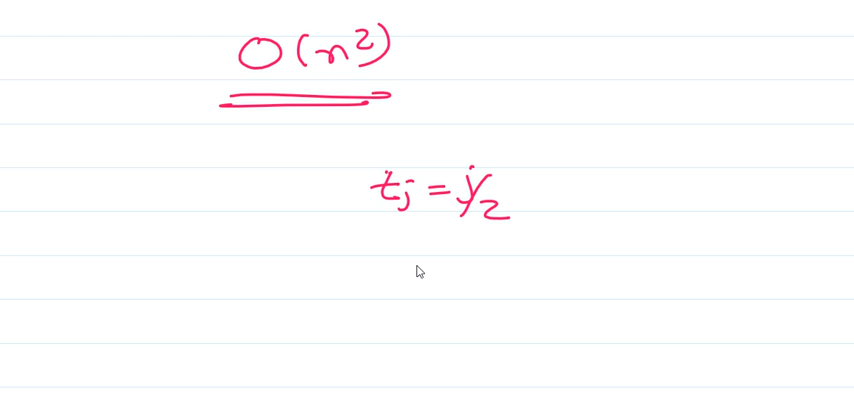 O(n²)
tj = j/2